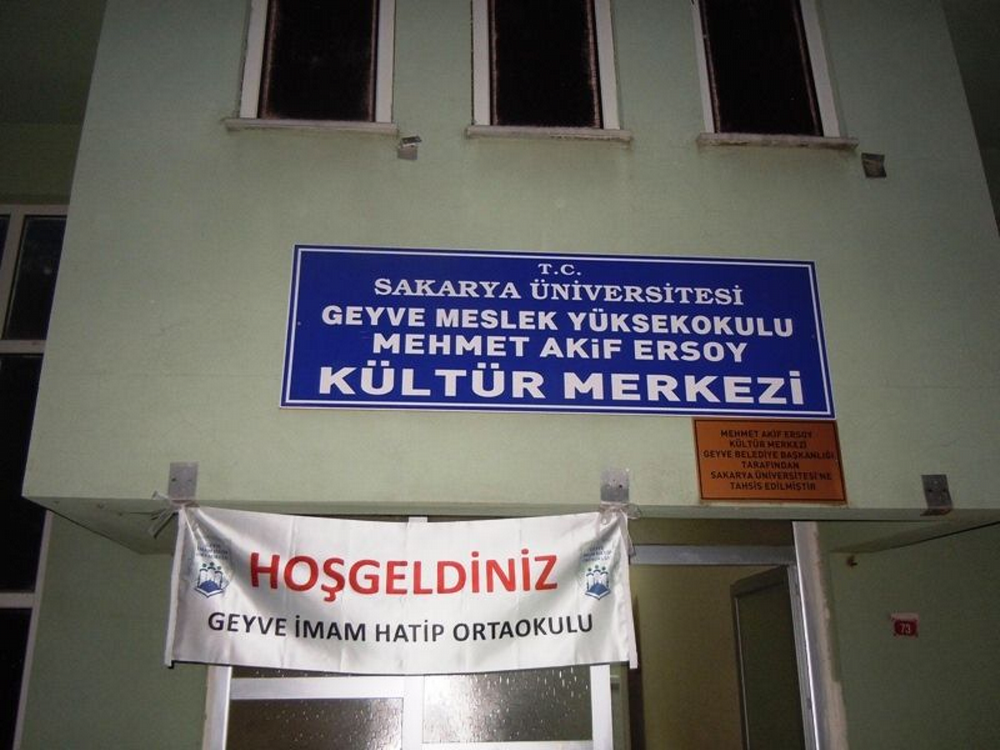 T.C.
SAKARYA ÜNİVERSİTESİ
GEYVE MESLEK YÜKSEKOKULU
MEHMET AKİF ERSOY
KÜLTÜR MERKEZİ
MEHMET AKİF ERSOY
KÜLTÜR MERKEZİ
GEYVE BELEDİYE BAŞKANLIĞI
TARAFINDAN
SAKARYA ÜNİVERSİTESİ'NE
TAHSİS EDİLMİŞTİR
HOŞGELDİNİZ
GEYVE İMAM HATİP ORTAOKULU
73